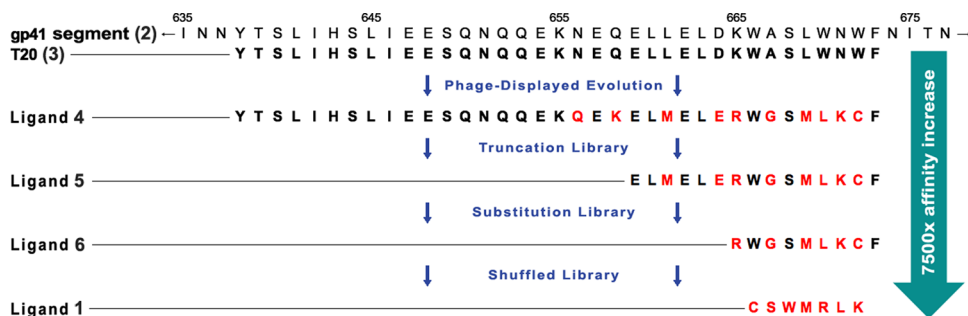 635 645 655 665 675
gp41 segment (2) ←I N N Y T S L I H S L I E E S Q N Q Q E K N E Q E L L E L D K W A S L W N W F N I T N
T20 (3) Y T S L I H S L I E E S Q N Q Q E K N E Q E L L E L D K W A S L W N W F
Phage-Displayed Evolution
Ligand 4 Y T S L I H S L I E E S Q N Q Q E K Q E K E L M E L E R W G S M L K C F
Truncation Library
Ligand 5 E L M E L E R W G S M L K C F
Substitution Library
Ligand 6 R W G S M L K C F
Shuffled Library
Ligand 1 C S W M R L K
7500x affinity increase